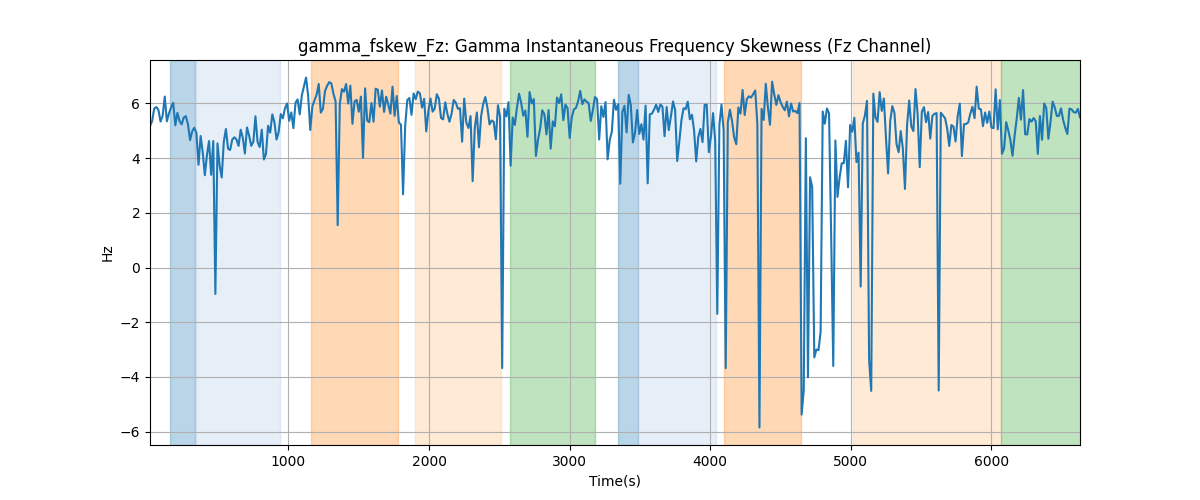 gamma_fskew_Fz: Gamma Instantaneous Frequency Skewness (Fz Channel)
6
4
2
0
−2
−4
−6
Hz
1000 2000 3000 4000 5000 6000
Time(s)